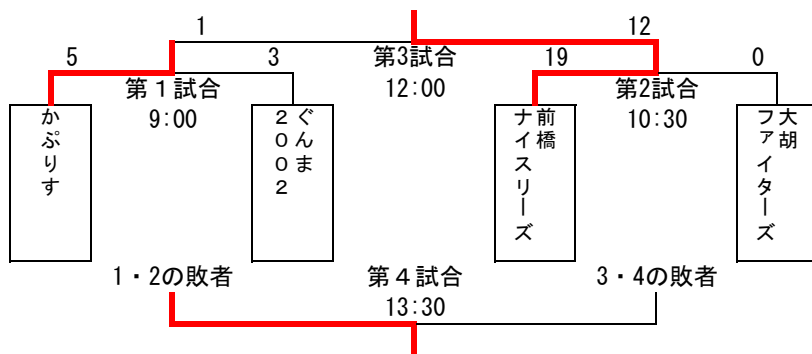 1
12
5
3
第3試合
19
0
第１試合
12:00
第2試合
9:00
10:30
かぷりす
ぐんま
２００２
前橋
ナイスリーズ
大胡
ファイターズ
1・2の敗者
第４試合
3・4の敗者
13:30